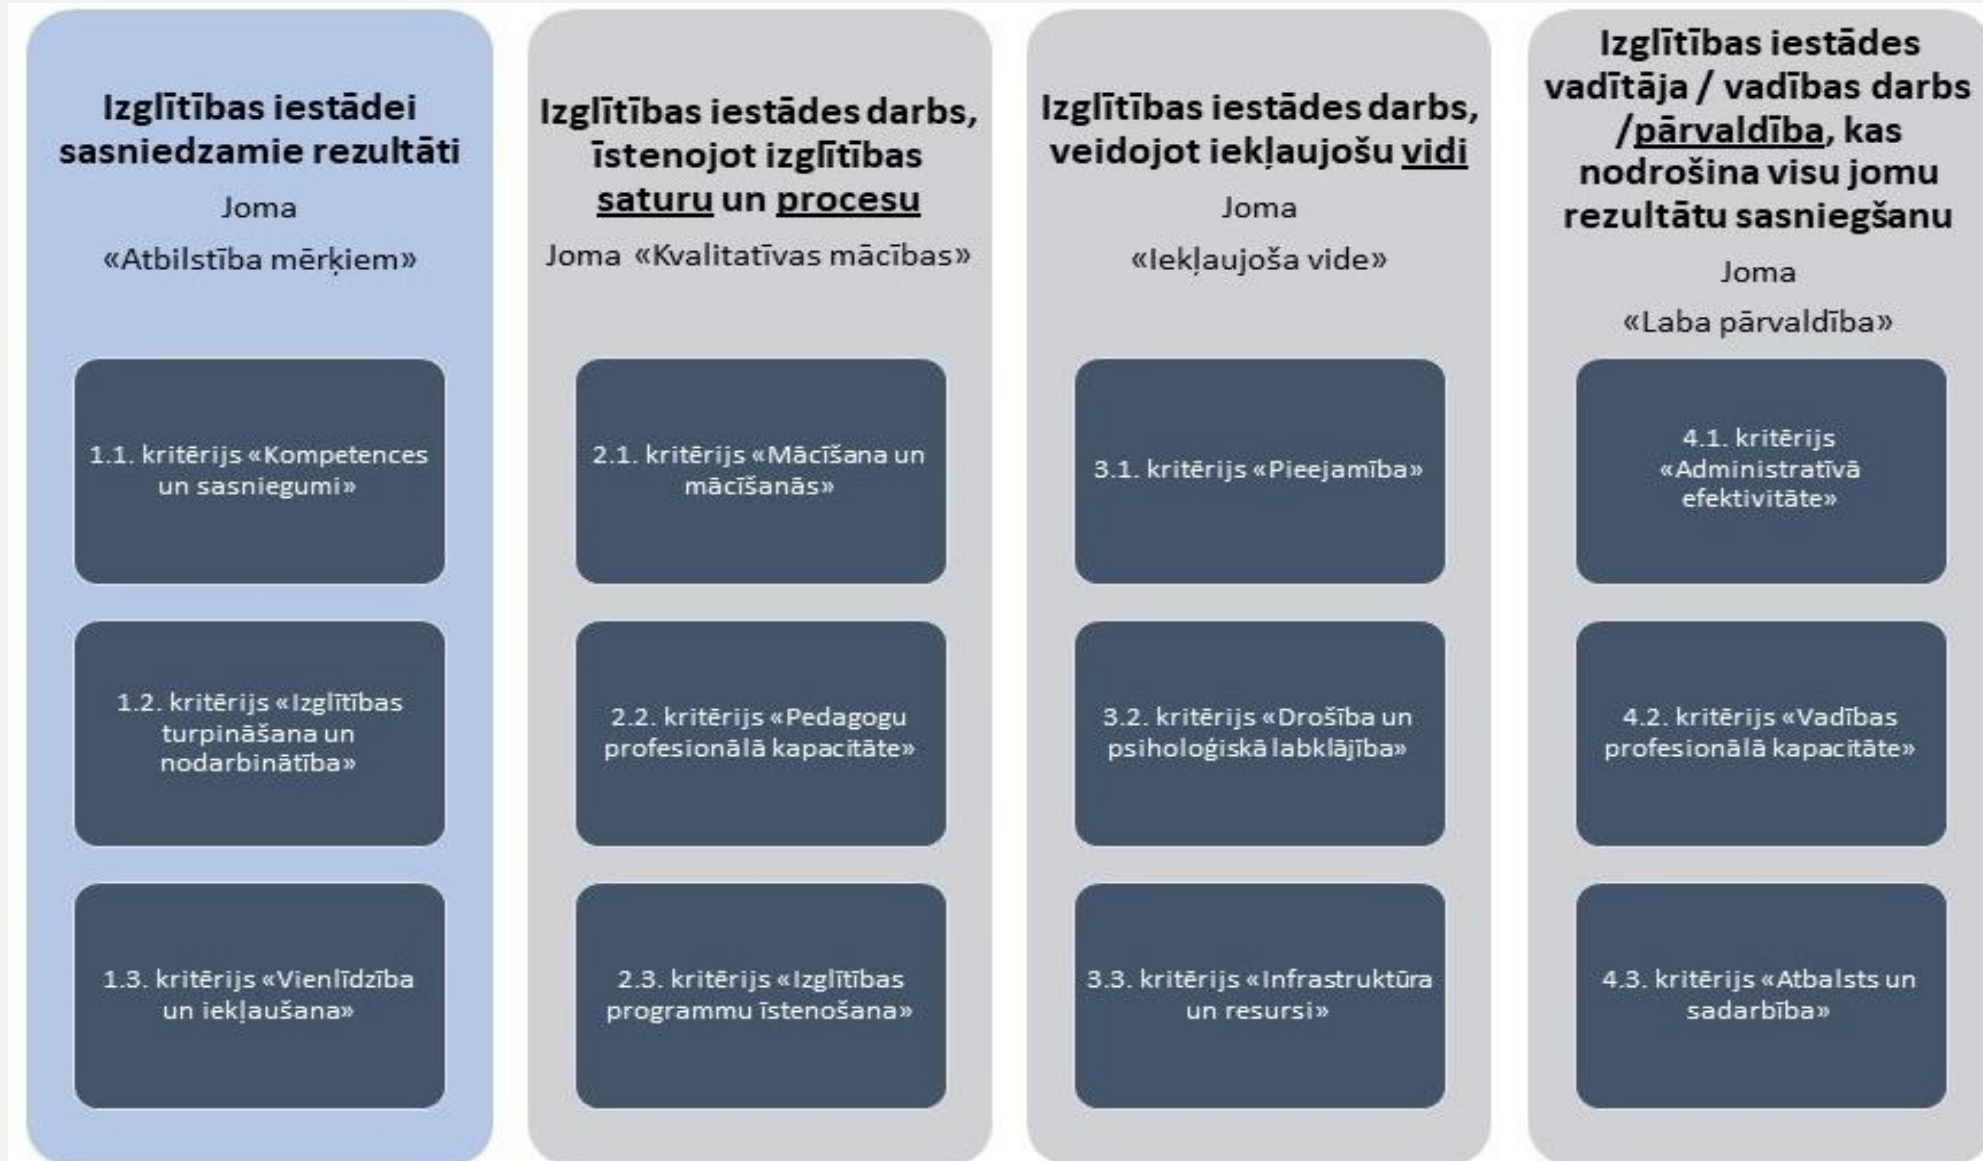 Izglītības iestādei
sasniedzamie rezultāti
Joma
«Atbilstība mērķiem»
1.1. kritērijs «Kompetences
un sasniegumi»
1.2. kritērijs «Izglītības
turpināšana un
nodarbinātība»
1.3. kritērijs «Vienlīdzība
un iekļaušana»
Izglītības iestādes darbs,
īstenojot izglītības
saturu un procesu
Joma «Kvalitatīvas mācības»
2.1. kritērijs «Mācīšana un
mācīšanās»
2.2. kritērijs «Pedagogu
profesionālā kapacitāte»
2.3. kritērijs «Izglītības
programmu īstenošana»
Izglītības iestādes darbs,
veidojot iekļaujošu vidi
Joma
«Iekļaujoša vide»
3.1. kritērijs «Pieejamība»
3.2. kritērijs «Drošība un
psiholoģiskā labklājība»
3.3. kritērijs «Infrastruktūra
un resursi»
Izglītības iestādes
vadītāja / vadības darbs
/pārvaldība, kas
nodrošina visu jomu
rezultātu sasniegšanu
Joma
«Laba pārvaldība»
4.1. kritērijs
«Administratīvā
efektivitāte»
4.2. kritērijs «Vadības
profesionālā kapacitāte»
4.3. kritērijs «Atbalsts un
sadarbība»